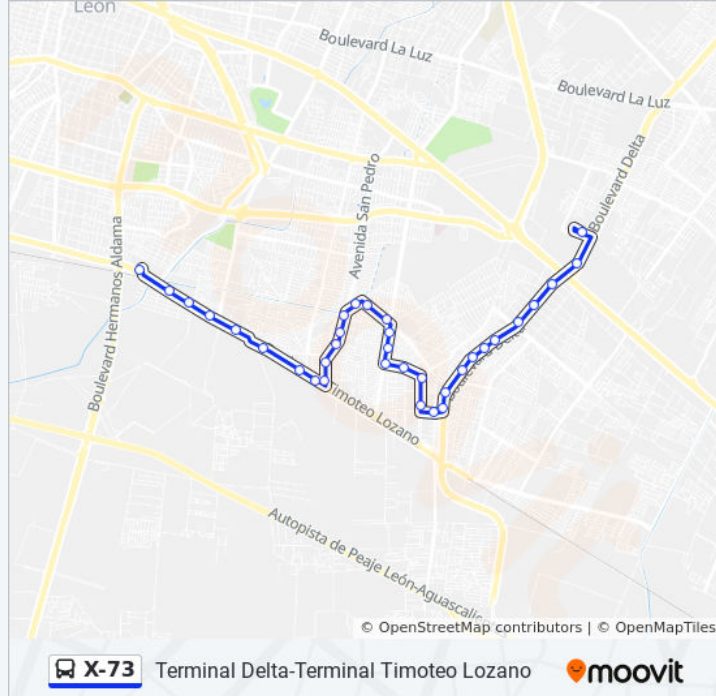 León
Boulevard La Luz
Boulevard La Luz
Boulevard Delta
Avenida San Pedro
Boulevard Hermanos Aldama
Timoteo Lozano
Autopista de Peaje León-Aguascalie
© OpenStreetMap contributors | © OpenMapTiles
X-73 Terminal Delta-Terminal Timoteo Lozano moovit